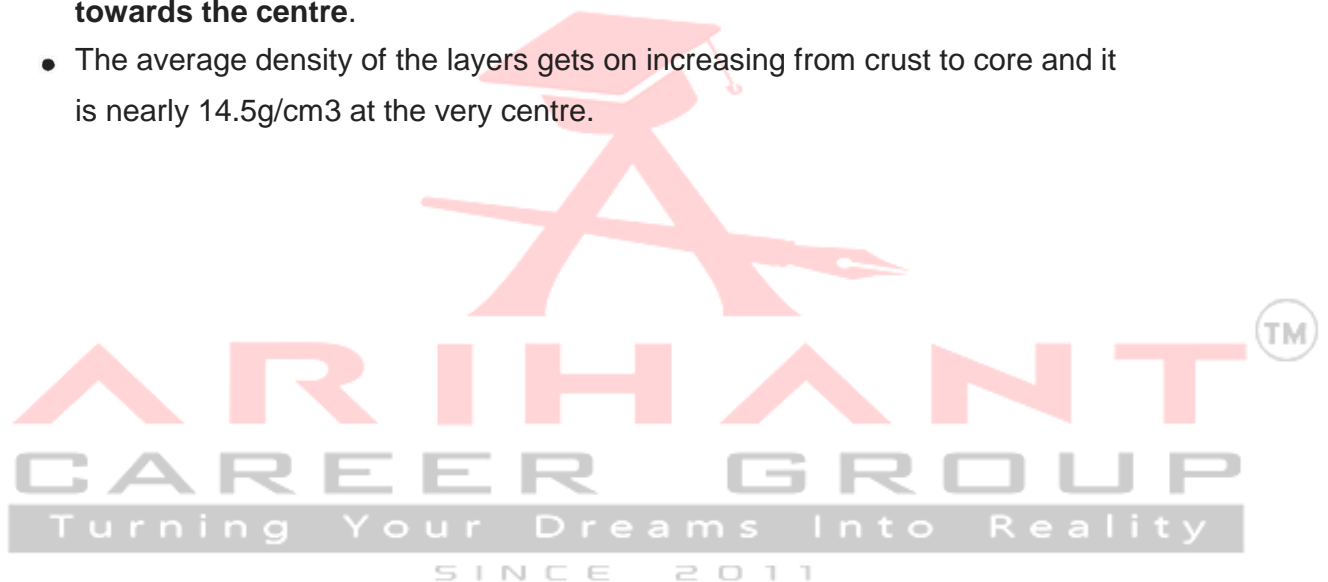 towards the centre.
● The average density of the layers gets on increasing from crust to core and it
is nearly 14.5g/cm3 at the very centre.
TM
ARIHANT
CAREER GROUP
Turning Your Dreams Into Reality
SINCE 2011